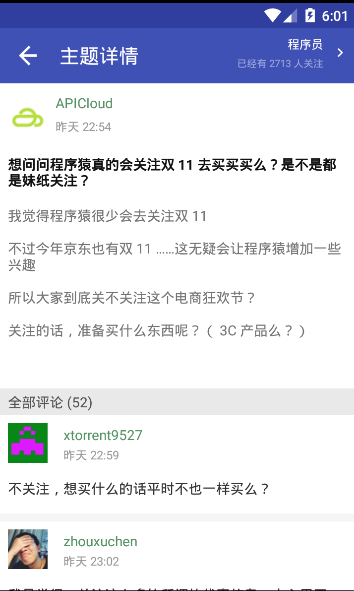 6:01
主题详情
程序员
已经有 2713 人关注
APICloud
昨天 22:54
想问问程序猿真的会关注双 11 去买买买么？是不是都
是妹纸关注？
我觉得程序猿很少会去关注双 11
不过今年京东也有双 11 ......这无疑会让程序猿增加一些
兴趣
所以大家到底关不关注这个电商狂欢节？
关注的话，准备买什么东西呢？（ 3C 产品么？）
全部评论 (52)
xtorrent9527
昨天 22:59
不关注，想买什么的话平时不也一样买么？
zhouxuchen
昨天 23:02